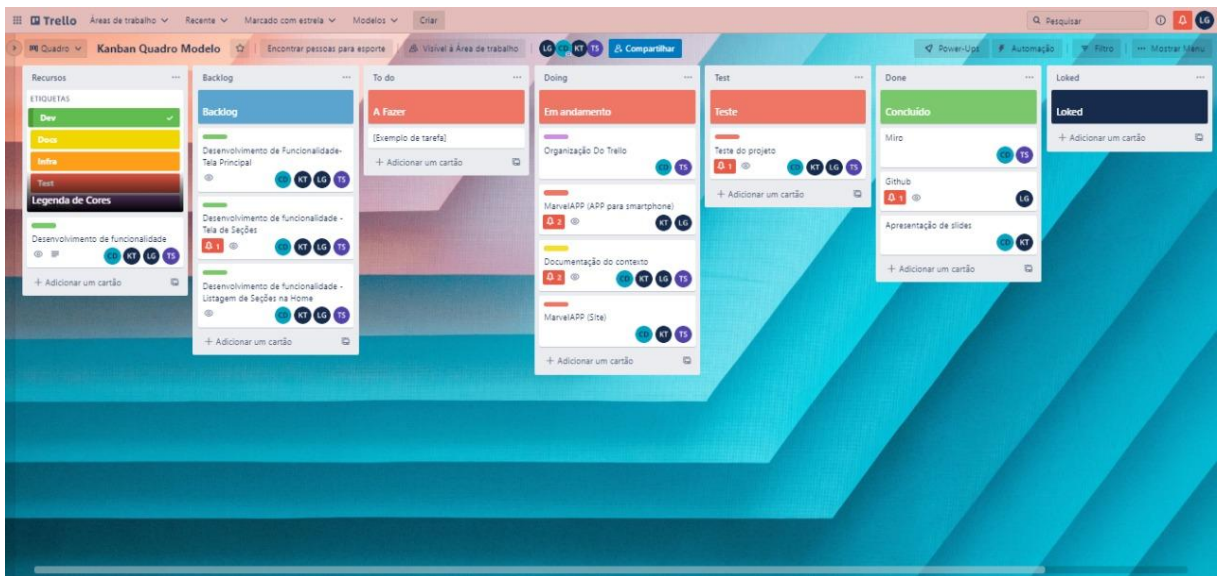 Trello Áreas de trabalho Recente Marcado com estrela Modelos Criar Pesquisar LG
Quadro Kanban Quadro Modelo Encontrar pessoas para esporte Visível à Área de trabalho LG CD KT TS Compartilhar Power-Ups Automação Filtro Mostrar Menu
Recursos
ETIQUETAS
Dev
Docs
Infra
Test
Legenda de Cores
Desenvolvimento de funcionalidade
CD KT LG TS
+ Adicionar um cartão
Backlog
Backlog
Desenvolvimento de Funcionalidade-
Tela Principal
CD KT LG TS
Desenvolvimento de funcionalidade -
Tela de Seções
1 CD KT LG TS
Desenvolvimento de funcionalidade -
Listagem de Seções na Home
CD KT LG TS
+ Adicionar um cartão
To do
A Fazer
[Exemplo de tarefa]
+ Adicionar um cartão
Doing
Em andamento
Organização Do Trello
CD TS
MarvelAPP (APP para smartphone)
2 KT LG
Documentação do contexto
2 CD KT LG TS
MarvelAPP (Site)
CD KT TS
+ Adicionar um cartão
Test
Teste
Teste do projeto
1 CD KT LG TS
+ Adicionar um cartão
Done
Concluído
Miro
CD TS
Github
1 LG
Apresentação de slides
CD KT
+ Adicionar um cartão
Loked
Loked
+ Adicionar um cartão